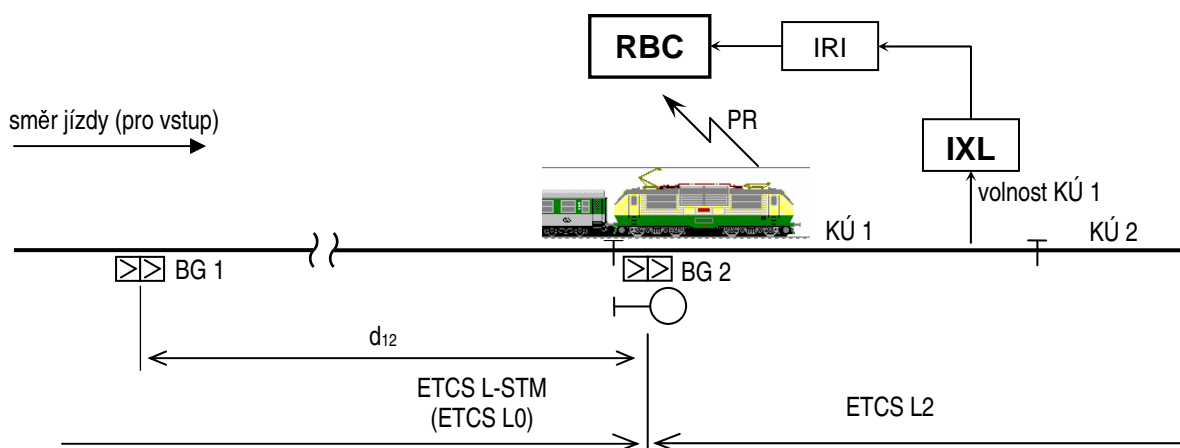 RBC
IRI
směr jízdy (pro vstup)
PR
IXL
volnost KÚ 1
KÚ 1
KÚ 2
BG 1
BG 2
d₁₂
ETCS L-STM
(ETCS L0)
ETCS L2